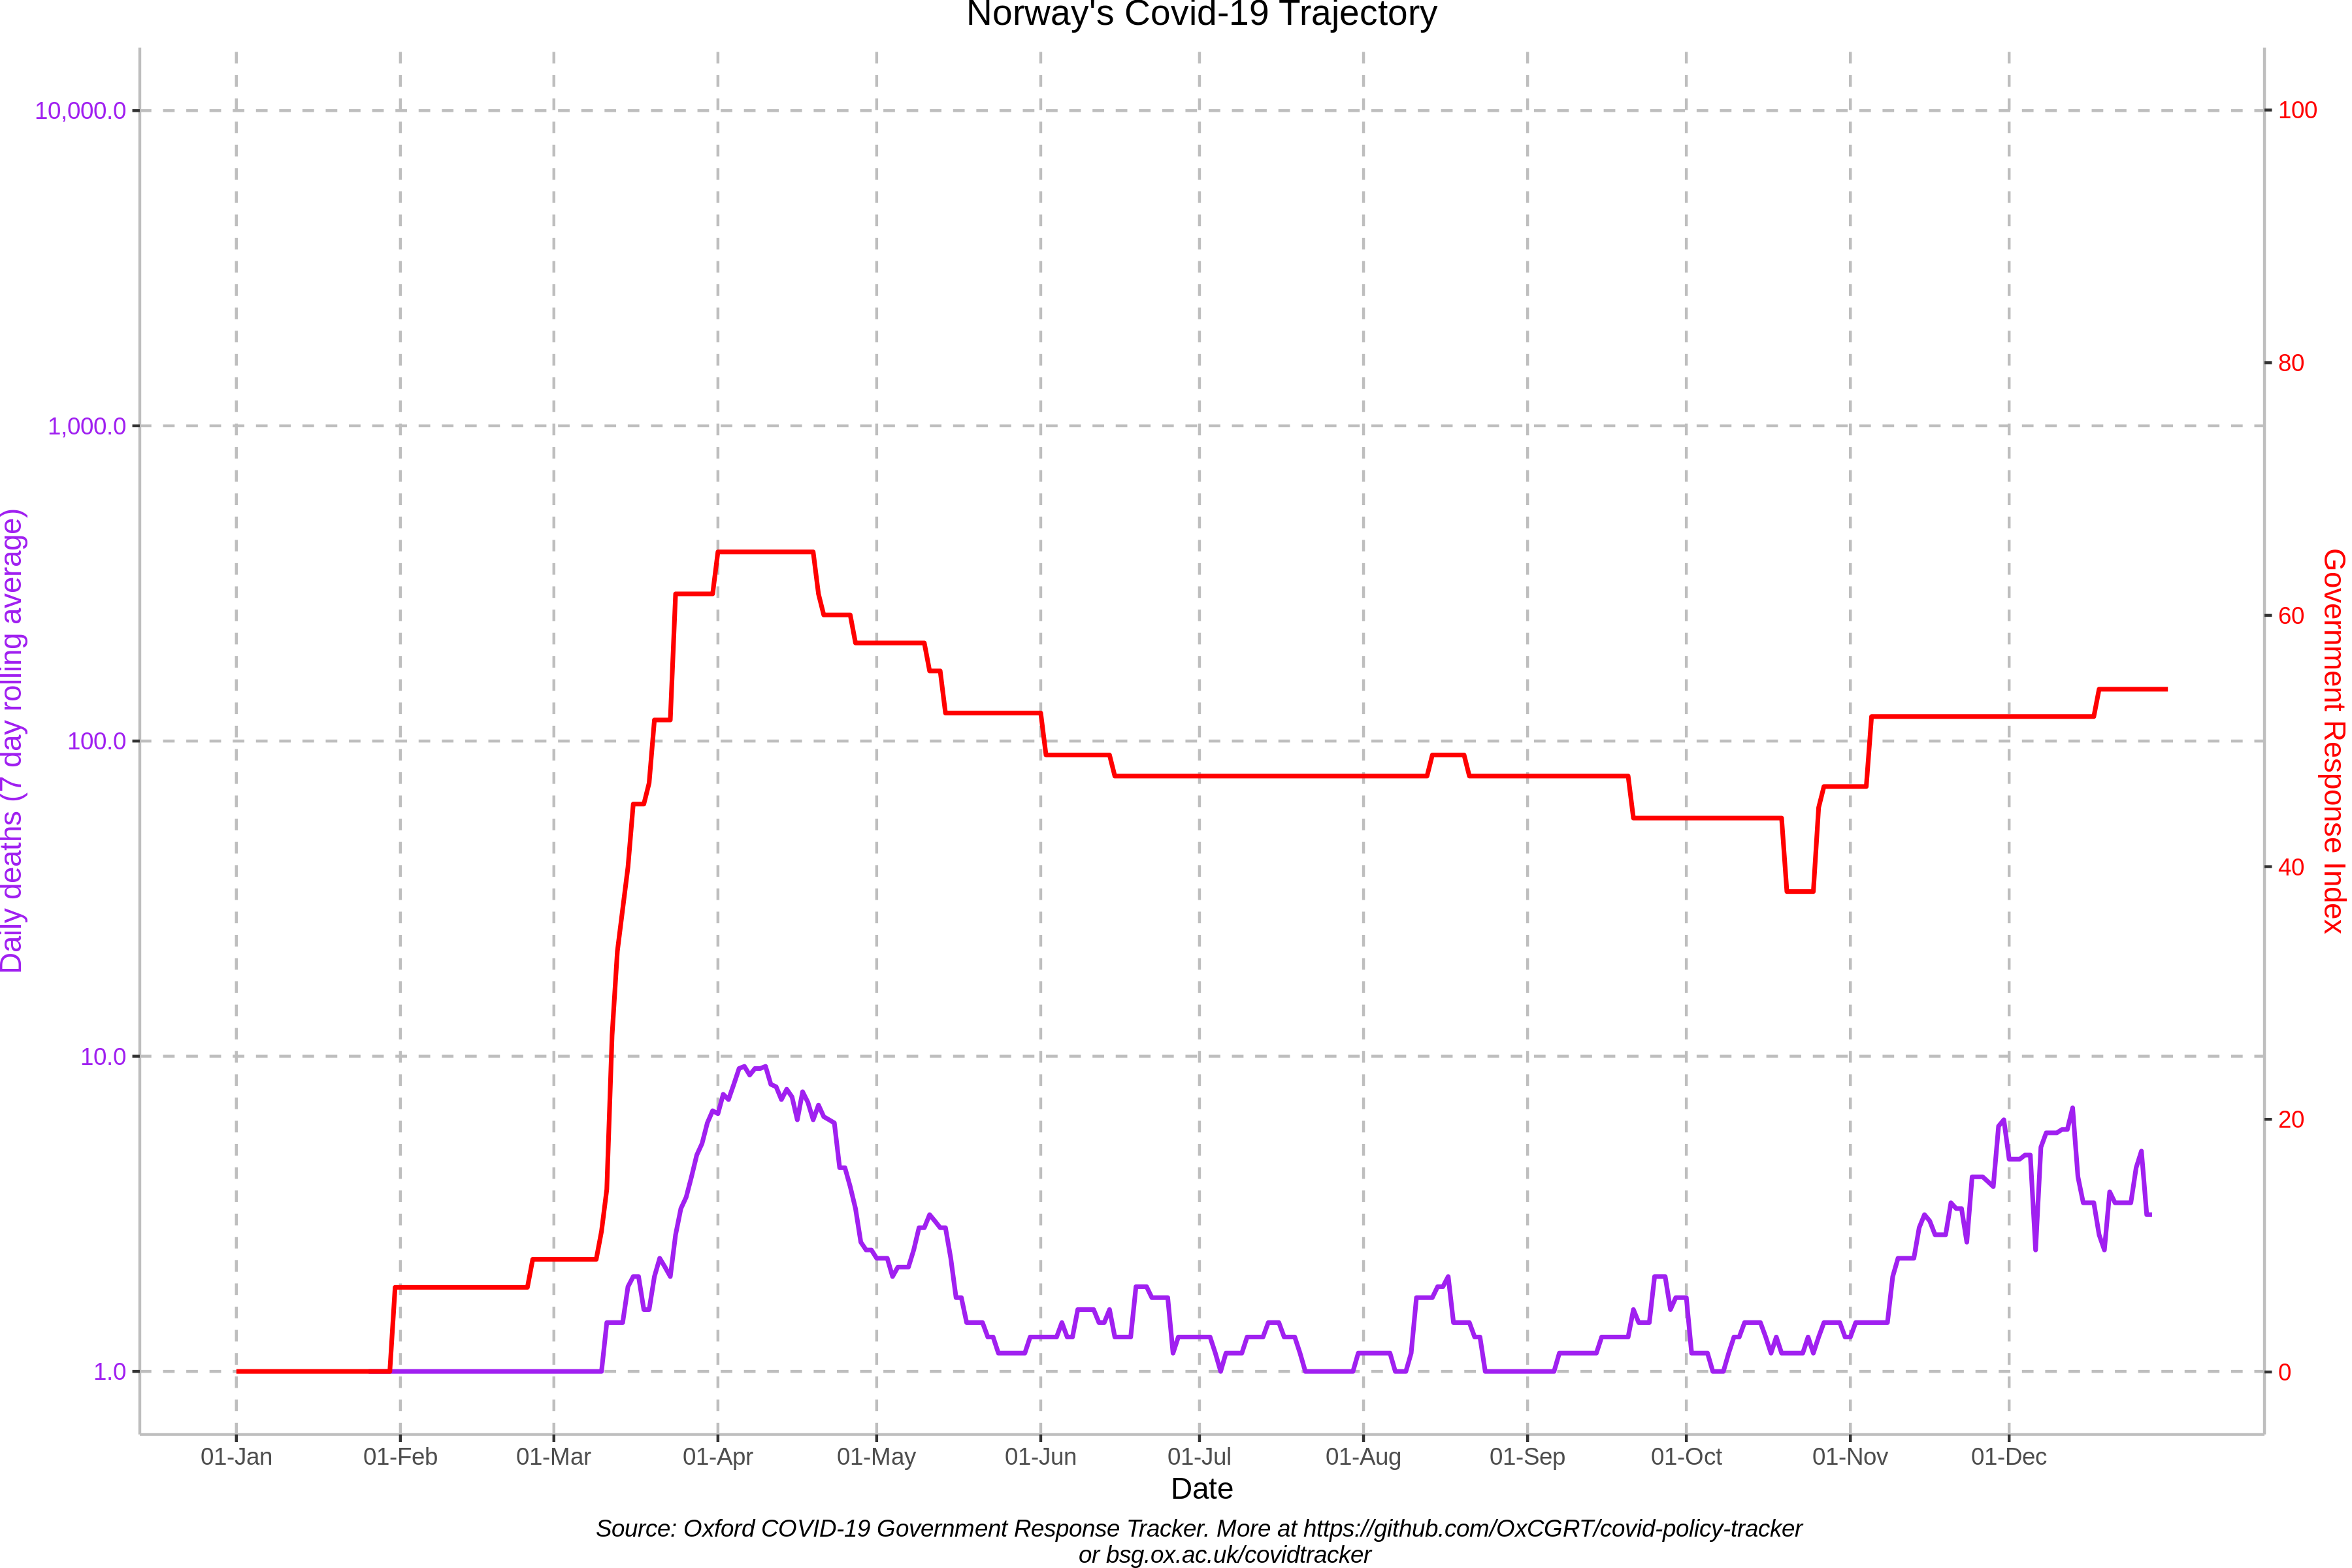 Norway's Covid-19 Trajectory
10,000.0
1,000.0
100.0
10.0
1.0
Daily deaths (7 day rolling average)
100
80
60
40
20
0
Government Response Index
01-Jan 01-Feb 01-Mar 01-Apr 01-May 01-Jun 01-Jul 01-Aug 01-Sep 01-Oct 01-Nov 01-Dec
Date
Source: Oxford COVID-19 Government Response Tracker. More at https://github.com/OxCGRT/covid-policy-tracker
or bsg.ox.ac.uk/covidtracker